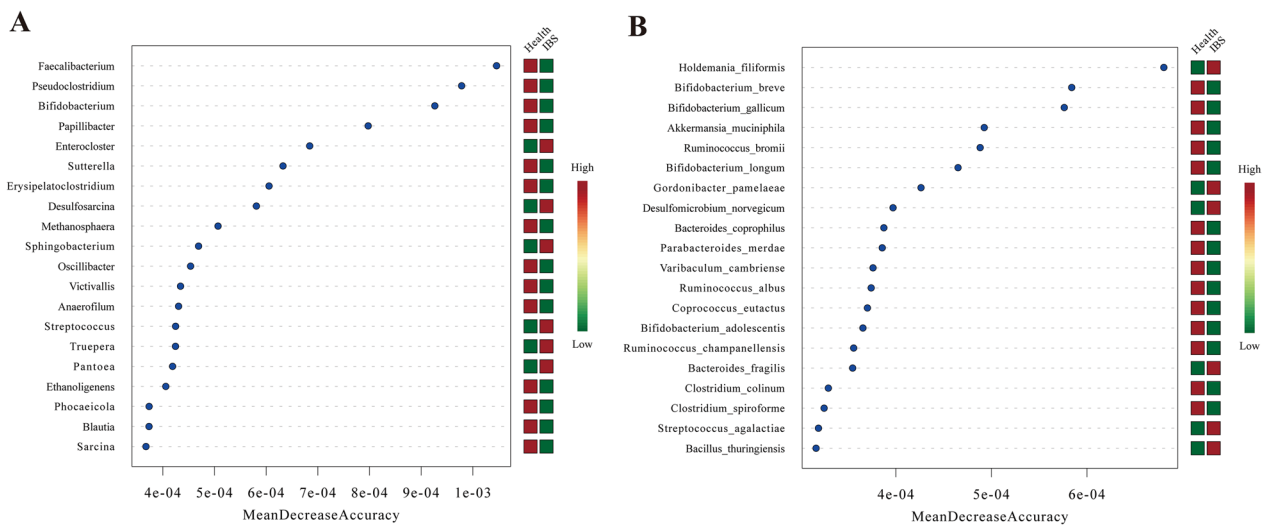 A
Health
IBS
Faecalibacterium
Pseudoclostridium
Bifidobacterium
Papillibacter
Enterocloster
Sutterella
Erysipelatoclostridium
Desulfosarcina
Methanosphaera
Sphingobacterium
Oscillibacter
Victivallis
Anaerofilum
Streptococcus
Truepera
Pantoea
Ethanoligenens
Phocaeicola
Blautia
Sarcina
High
Low
4e-04 5e-04 6e-04 7e-04 8e-04 9e-04 1e-03
MeanDecreaseAccuracy
B
Health
IBS
Holdemania_filiformis
Bifidobacterium_breve
Bifidobacterium_gallicum
Akkermansia_muciniphila
Ruminococcus_bromii
Bifidobacterium_longum
Gordonibacter_pamelaeae
Desulfomicrobium_norvegicum
Bacteroides_coprophilus
Parabacteroides_merdae
Varibaculum_cambriense
Ruminococcus_albus
Coprococcus_eutactus
Bifidobacterium_adolescentis
Ruminococcus_champanellensis
Bacteroides_fragilis
Clostridium_colinum
Clostridium_spiroforme
Streptococcus_agalactiae
Bacillus_thuringiensis
High
Low
4e-04 5e-04 6e-04
MeanDecreaseAccuracy